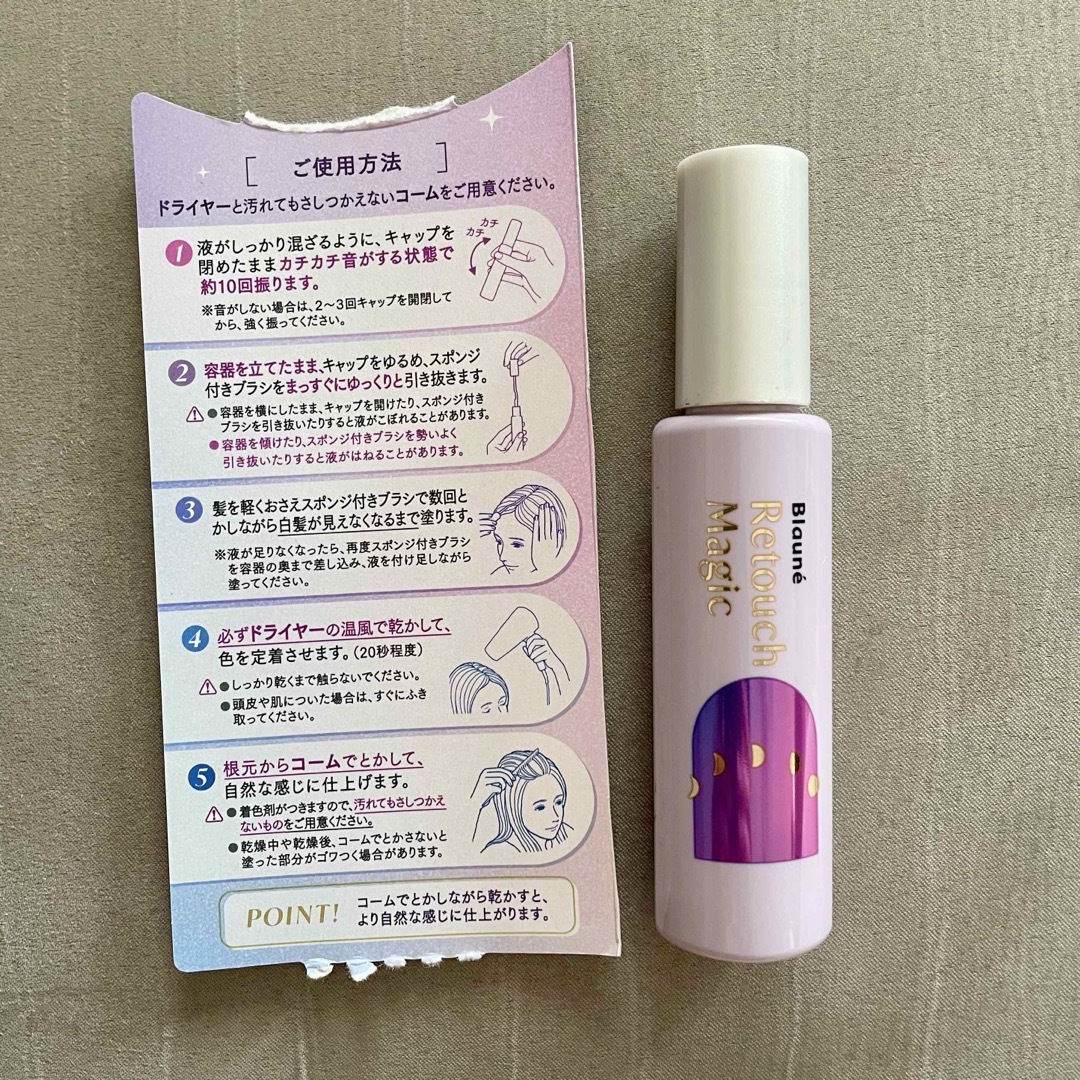 ご使用方法
ドライヤーと汚れてもさしつかえないコームをご用意ください。
1
液がしっかり混ざるように、キャップを
閉めたままカチカチ音がする状態で
約10回振ります。
※音がしない場合は、2〜3回キャップを開閉して
から、強く振ってください。
カチ
カチ
2
容器を立てたまま、キャップをゆるめ、スポンジ
付きブラシをまっすぐにゆっくりと引き抜きます。
●容器を横にしたまま、キャップを開けたり、スポンジ付き
ブラシを引き抜いたりすると液がこぼれることがあります。
●容器を傾けたり、スポンジ付きブラシを勢いよく
引き抜いたりすると液がはねることがあります。
3
髪を軽くおさえスポンジ付きブラシで数回と
かしながら白髪が見えなくなるまで塗ります。
※液が足りなくなったら、再度スポンジ付きブラシ
を容器の奥まで差し込み、液を付け足しながら
塗ってください。
4
必ずドライヤーの温風で乾かして、
色を定着させます。(20秒程度)
●しっかり乾くまで触らないでください。
●頭皮や肌についた場合は、すぐにふき
取ってください。
5
根元からコームでとかして、
自然な感じに仕上げます。
●着色剤がつきますので、汚れてもさしつかえ
ないものをご用意ください。
●乾燥中や乾燥後、コームでとかさないと
塗った部分がゴワつく場合があります。
POINT!
コームでとかしながら乾かすと、
より自然な感じに仕上がります。
Blauné
Retouch
Magic